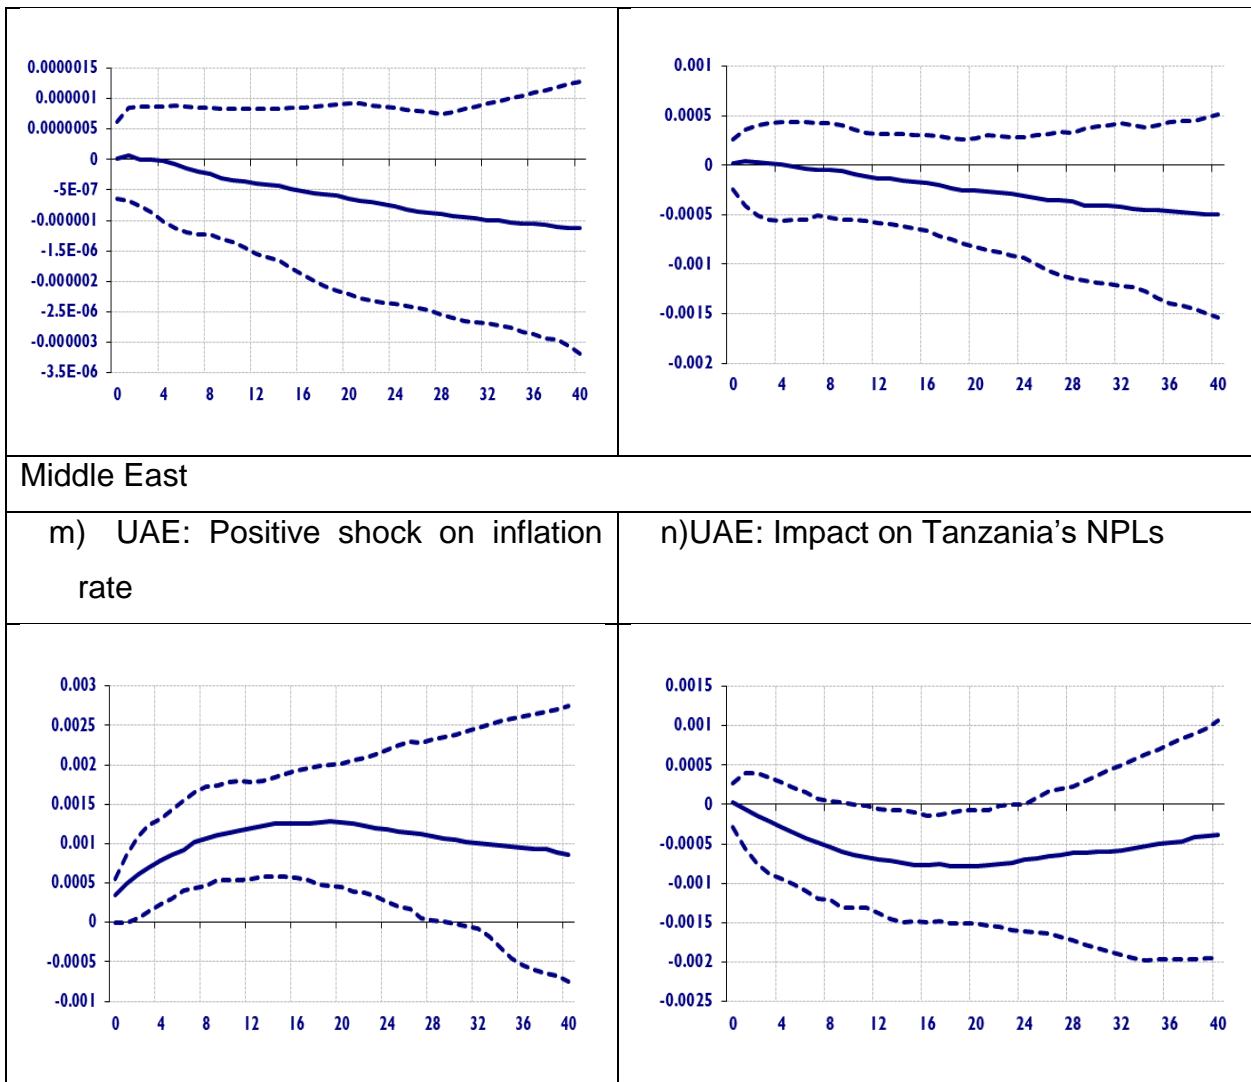 0.0000015
0.000001
0.0000005
0
-5E-07
-0.000001
-1.5E-06
-0.000002
-2.5E-06
-0.000003
-3.5E-06
0 4 8 12 16 20 24 28 32 36 40
0.001
0.0005
0
-0.0005
-0.001
-0.0015
-0.002
0 4 8 12 16 20 24 28 32 36 40
Middle East
m) UAE: Positive shock on inflation
rate
n)UAE: Impact on Tanzania’s NPLs
0.003
0.0025
0.002
0.0015
0.001
0.0005
0
-0.0005
-0.001
0 4 8 12 16 20 24 28 32 36 40
0.0015
0.001
0.0005
0
-0.0005
-0.001
-0.0015
-0.002
-0.0025
0 4 8 12 16 20 24 28 32 36 40